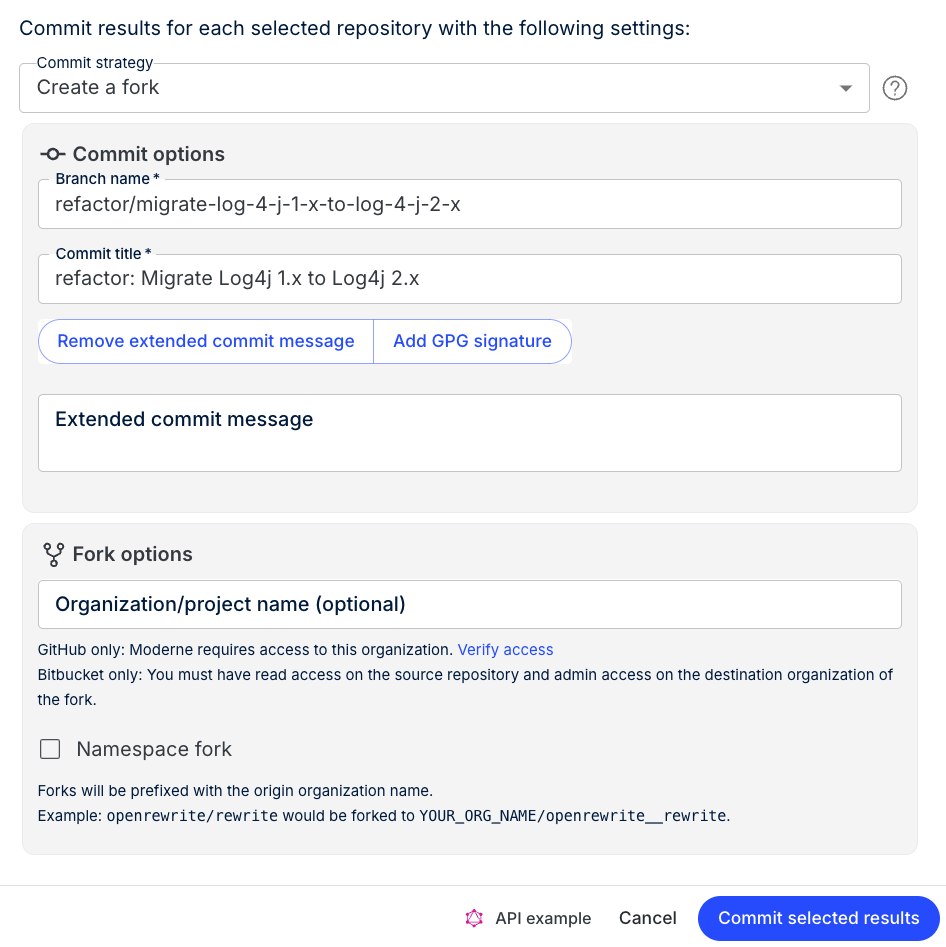 Commit results for each selected repository with the following settings:
Commit strategy
Create a fork
?
Commit options
Branch name *
refactor/migrate-log-4-j-1-x-to-log-4-j-2-x
Commit title *
refactor: Migrate Log4j 1.x to Log4j 2.x
Remove extended commit message
Add GPG signature
Extended commit message
Fork options
Organization/project name (optional)
GitHub only: Moderne requires access to this organization. Verify access
Bitbucket only: You must have read access on the source repository and admin access on the destination organization of
the fork.
Namespace fork
Forks will be prefixed with the origin organization name.
Example: openrewrite/rewrite would be forked to YOUR_ORG_NAME/openrewrite__rewrite.
API example
Cancel
Commit selected results